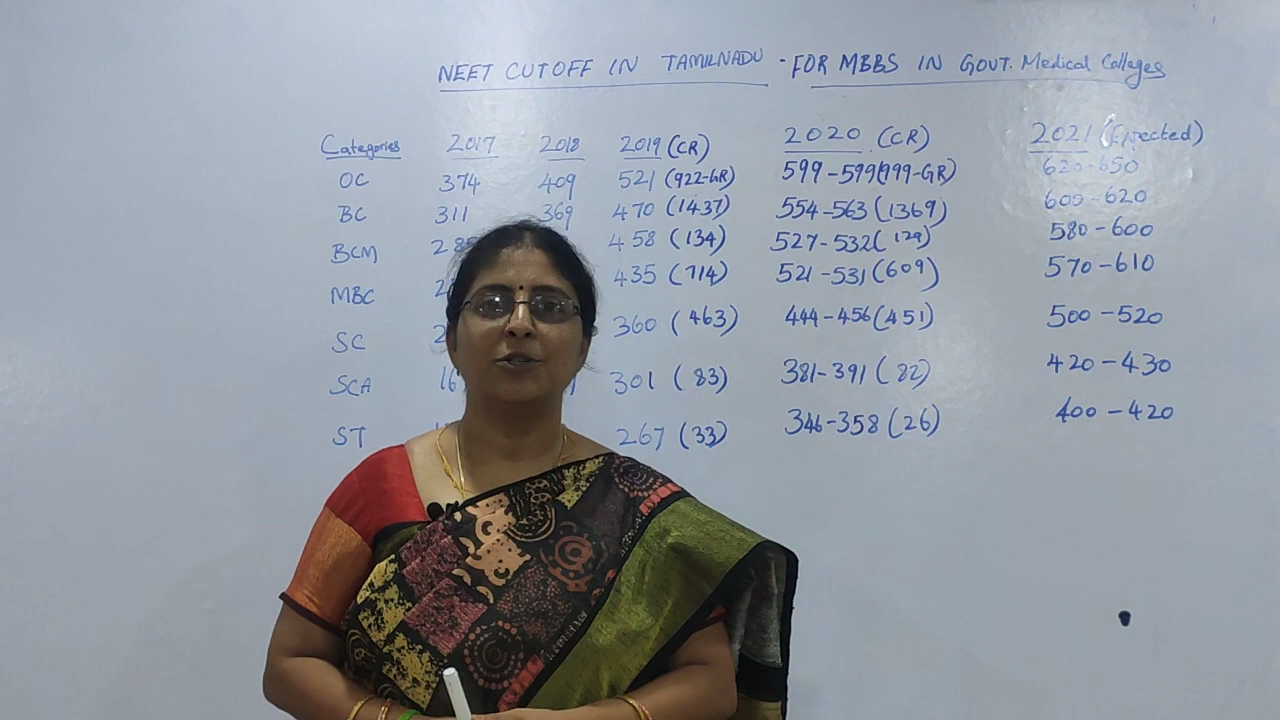 NEET CUTOFF IN TAMILNADU - FOR MBBS IN GOVT. Medical Colleges
Categories 2017 2018 2019 (CR) 2020 (CR) 2021 (Expected)
OC 374 409 521 (922-GR) 599-599(999-GR) 630-650
BC 311 369 470 (1437) 554-563 (1369) 600-620
BCM 458 (134) 527-532( 129) 580-600
MBC 435 (714) 521-531(609) 570-610
SC 360 (463) 444-456(451) 500-520
SCA 301 (83) 381-391 (82) 420-430
ST 267 (33) 346-358 (26) 400-420